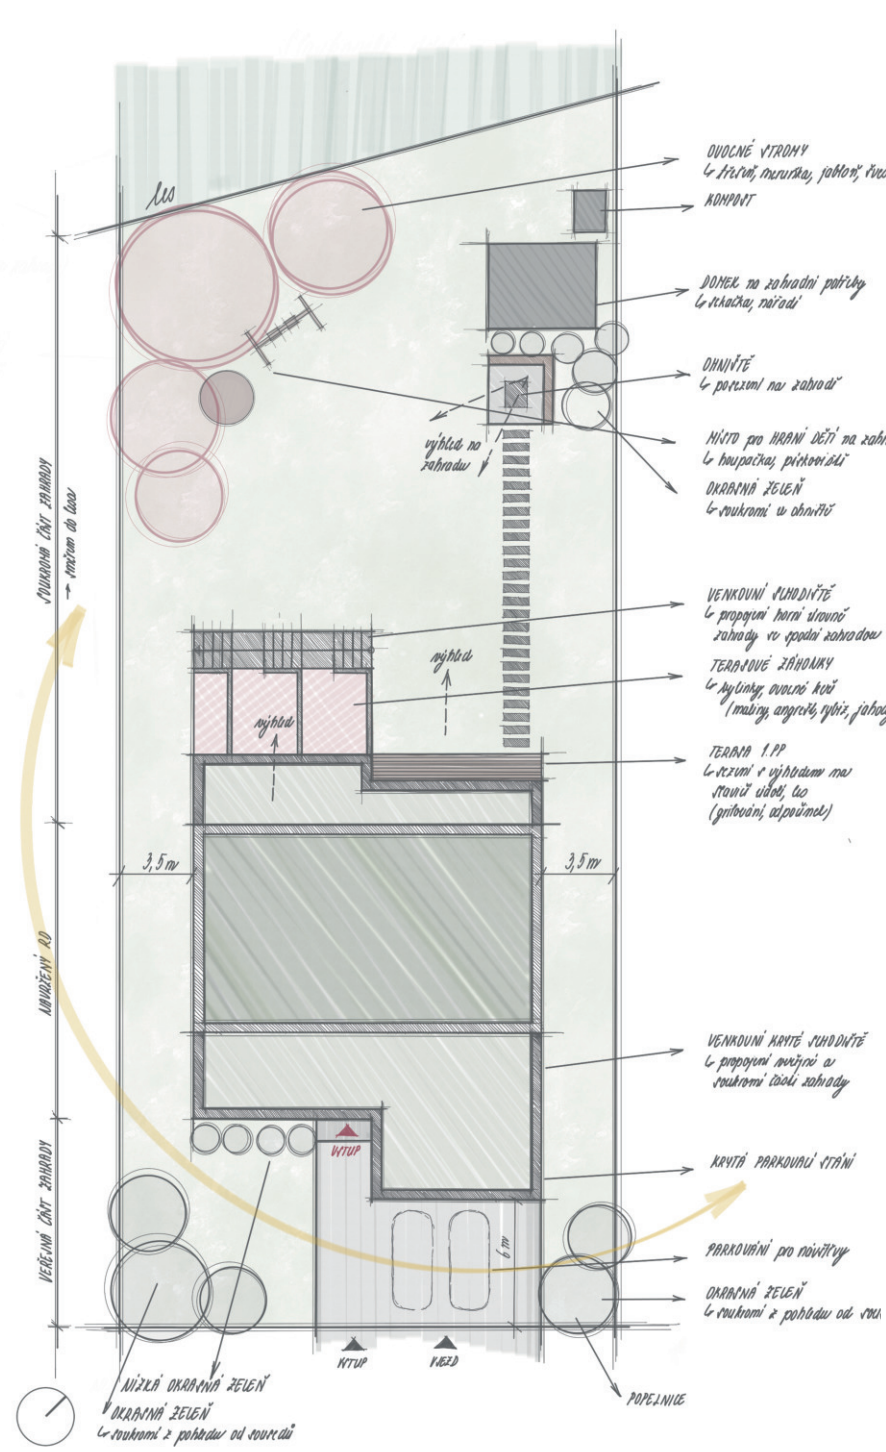 les
OVOCNÉ STROMY
↳ třešeň, meruňka, jabloň,
KOMPOST
DOMEK na zahradní potřeby
↳ sekačka, nářadí
OHNIŠTĚ
↳ posezení na zahradě
výhled na
zahradu
MÍSTO pro HRANÍ DĚTÍ na
↳ houpačka, pískoviště
OKRASNÁ ZELEŇ
↳ soukromí u ohniště
SOUKROMÁ ČÁST ZAHRADY
→ směrem do lesa
VENKOVNÍ SCHODIŠTĚ
↳ propojení horní úrovně
zahrady se spodní zahradou
výhled
TERASOVÉ ZÁHONKY
↳ bylinky, ovocné keře
(maliny, angrešt, rybíz,
výhled
TERASA 1.PP
↳ sezení s výhledem na
údolí, les
(grilování, odpočinek)
3,5 m
3,5 m
NAVRŽENÝ RD
VENKOVNÍ KRYTÉ SCHODIŠTĚ
↳ propojení veřejné a
soukromé části zahrady
VSTUP
KRYTÁ PARKOVACÍ STÁNÍ
VEŘEJNÁ ČÁST ZAHRADY
6 m
PARKOVÁNÍ pro návštěvy
OKRASNÁ ZELEŇ
↳ soukromí z pohledu od
VSTUP
VJEZD
NÍZKÁ OKRASNÁ ZELEŇ
POPELNICE
OKRASNÁ ZELEŇ
↳ soukromí z pohledu od sousedů